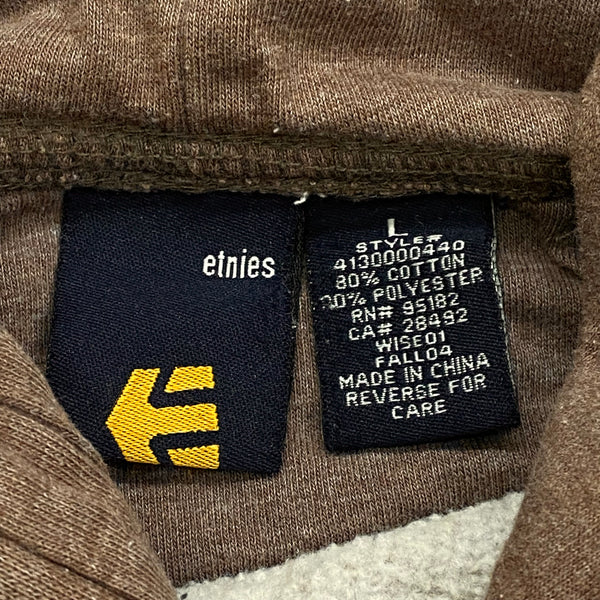 etnies
L
STYLE#
4130000440
80% COTTON
20% POLYESTER
RN# 95182
CA# 28492
WISE01
FALL04
MADE IN CHINA
REVERSE FOR
CARE